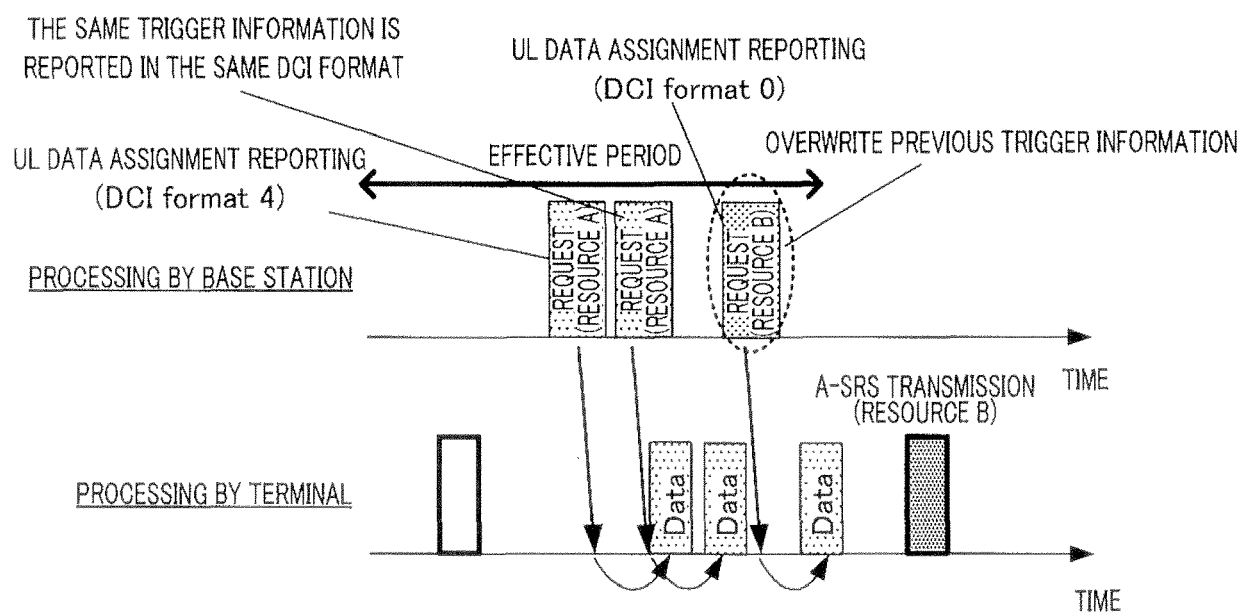 THE SAME TRIGGER INFORMATION IS
REPORTED IN THE SAME DCI FORMAT
UL DATA ASSIGNMENT REPORTING
(DCI format 0)
OVERWRITE PREVIOUS TRIGGER INFORMATION
UL DATA ASSIGNMENT REPORTING
(DCI format 4)
EFFECTIVE PERIOD
REQUEST
(RESOURCE A)
REQUEST
(RESOURCE A)
REQUEST
(RESOURCE B)
PROCESSING BY BASE STATION
TIME
A-SRS TRANSMISSION
(RESOURCE B)
PROCESSING BY TERMINAL
Data
Data
Data
TIME